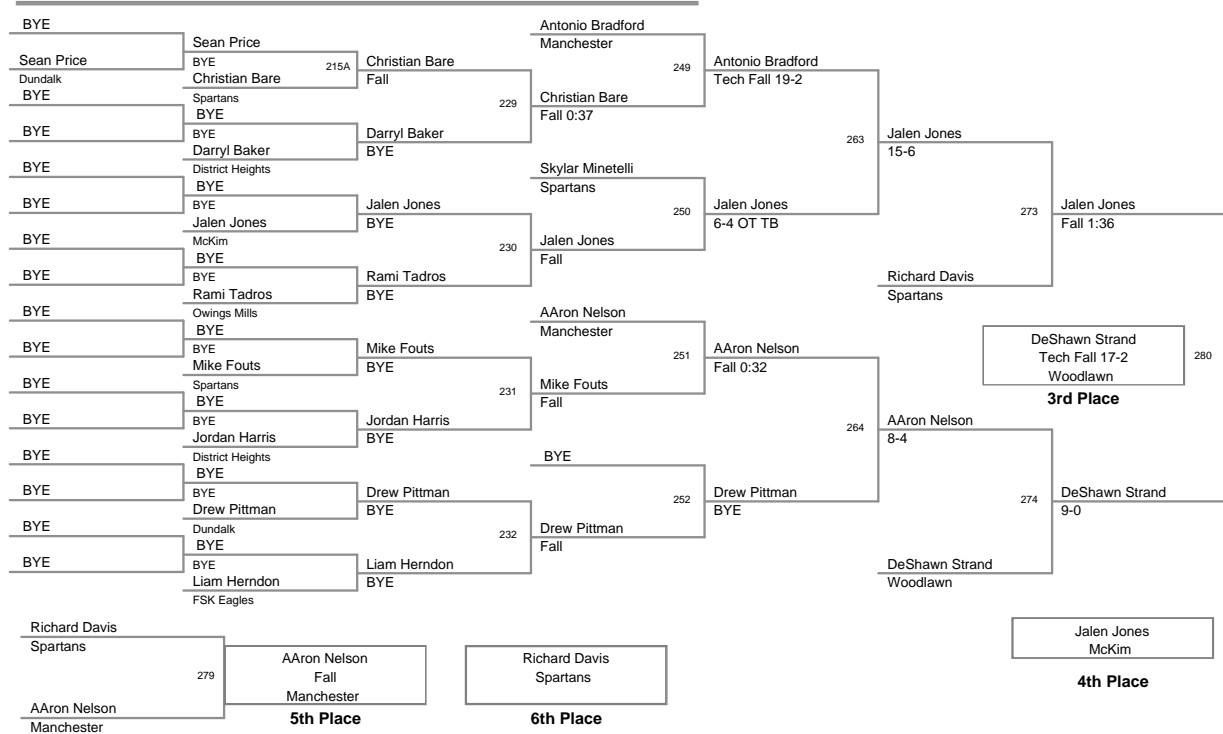 BYE
Sean Price
Dundalk
BYE
BYE
BYE
BYE
BYE
BYE
BYE
BYE
BYE
BYE
BYE
BYE
BYE
BYE
Sean Price
BYE
215A
Christian Bare
Spartans
BYE
BYE
Darryl Baker
District Heights
BYE
BYE
Jalen Jones
McKim
BYE
BYE
Rami Tadros
Owings Mills
BYE
BYE
Mike Fouts
Spartans
BYE
BYE
Jordan Harris
District Heights
BYE
BYE
Drew Pittman
Dundalk
BYE
BYE
Liam Herndon
FSK Eagles
Christian Bare
Fall
229
Darryl Baker
BYE
Jalen Jones
BYE
230
Rami Tadros
BYE
Mike Fouts
BYE
231
Jordan Harris
BYE
Drew Pittman
BYE
232
Liam Herndon
BYE
Antonio Bradford
Manchester
249
Christian Bare
Fall 0:37
Skylar Minetelli
Spartans
250
Jalen Jones
Fall
AAron Nelson
Manchester
251
Mike Fouts
Fall
BYE
252
Drew Pittman
Fall
Antonio Bradford
Tech Fall 19-2
263
Jalen Jones
6-4 OT TB
AAron Nelson
Fall 0:32
264
Drew Pittman
BYE
Jalen Jones
15-6
273
Richard Davis
Spartans
AAron Nelson
8-4
274
DeShawn Strand
Woodlawn
Jalen Jones
Fall 1:36
DeShawn Strand
9-0
DeShawn Strand
Tech Fall 17-2
Woodlawn
280
3rd Place
Jalen Jones
McKim
4th Place
Richard Davis
Spartans
279
AAron Nelson
Manchester
AAron Nelson
Fall
Manchester
5th Place
Richard Davis
Spartans
6th Place